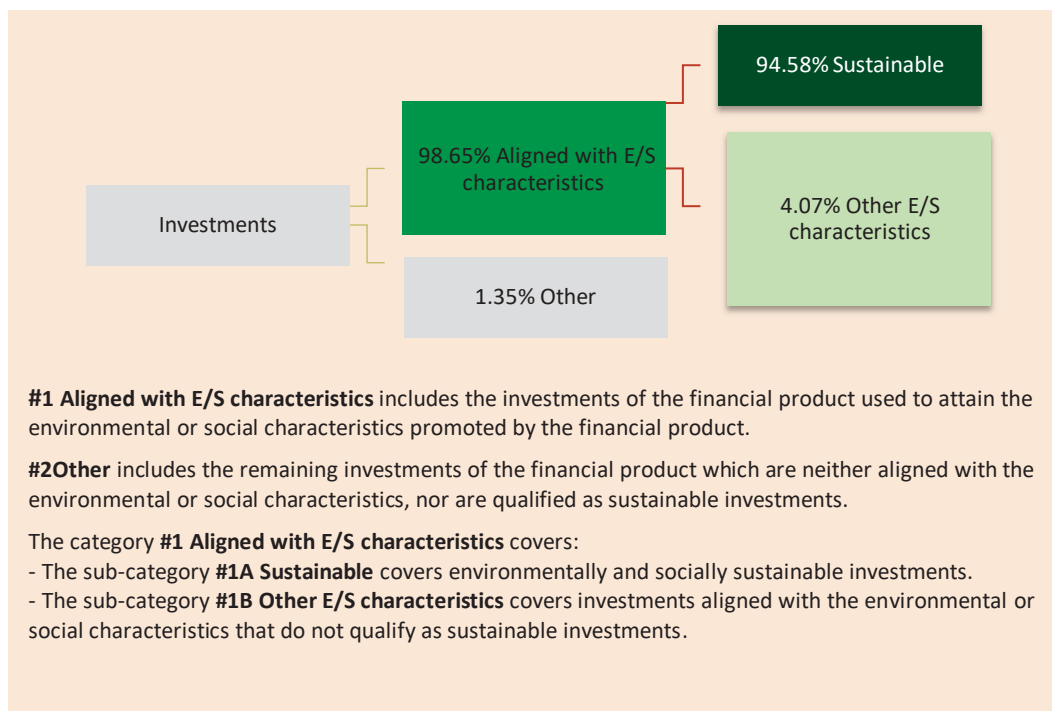 94.58% Sustainable
98.65% Aligned with E/S
characteristics
Investments
4.07% Other E/S
characteristics
1.35% Other
#1 Aligned with E/S characteristics includes the investments of the financial product used to attain the
environmental or social characteristics promoted by the financial product.
#2Other includes the remaining investments of the financial product which are neither aligned with the
environmental or social characteristics, nor are qualified as sustainable investments.
The category #1 Aligned with E/S characteristics covers:
- The sub-category #1A Sustainable covers environmentally and socially sustainable investments.
- The sub-category #1B Other E/S characteristics covers investments aligned with the environmental or
social characteristics that do not qualify as sustainable investments.